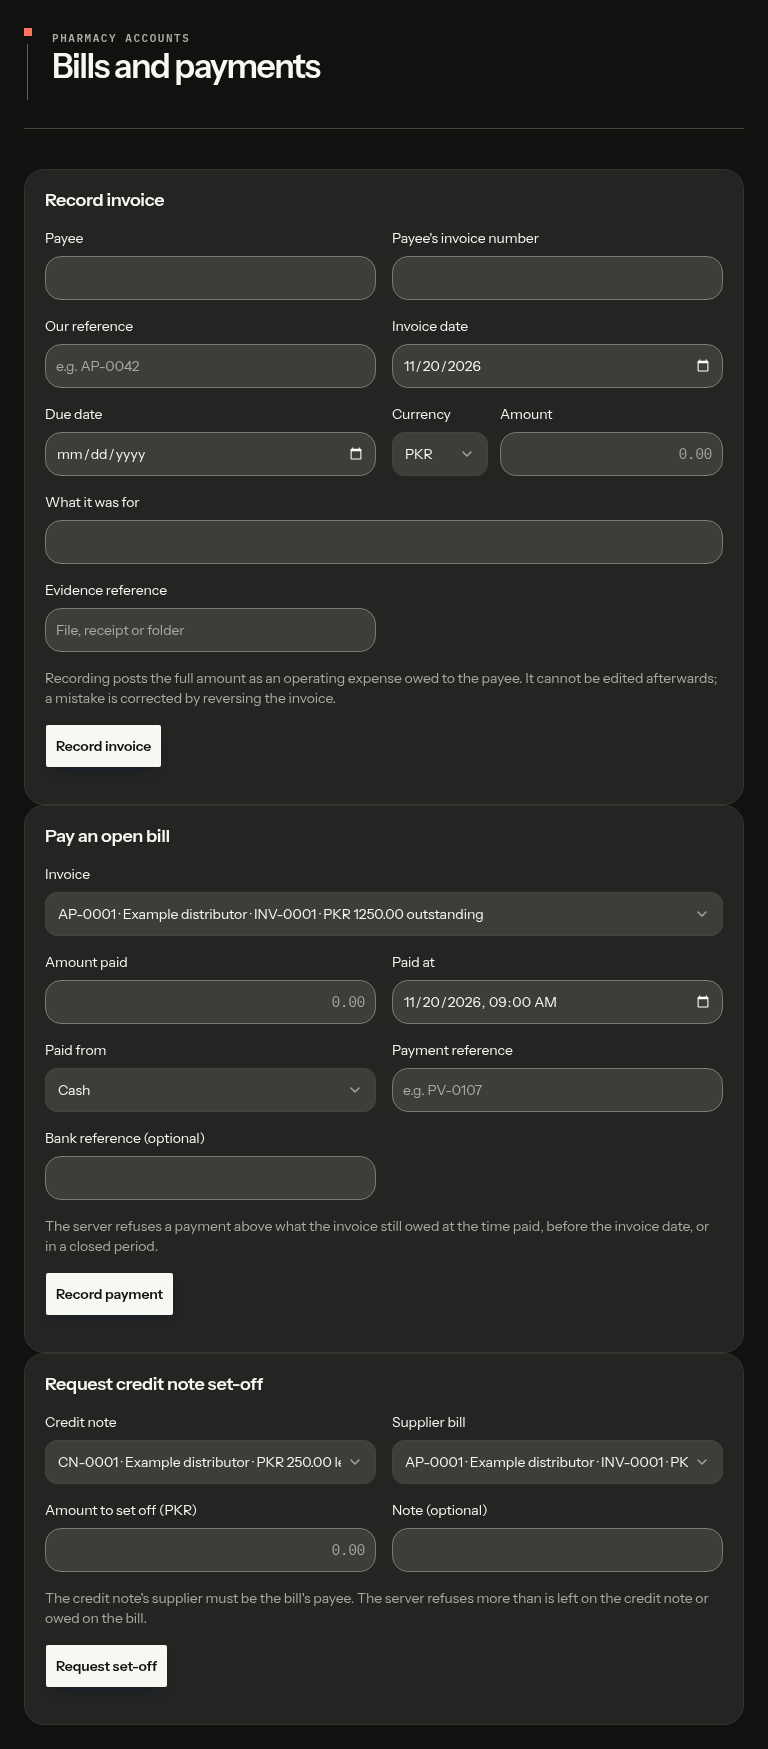 PHARMACY ACCOUNTS
Bills and payments
Record invoice
Payee
Payee's invoice number
Our reference
Invoice date
e.g. AP-0042
11/20/2026
Due date
Currency
Amount
mm/dd/yyyy
PKR
0.00
What it was for
Evidence reference
File, receipt or folder
Recording posts the full amount as an operating expense owed to the payee. It cannot be edited afterwards;
a mistake is corrected by reversing the invoice.
Record invoice
Pay an open bill
Invoice
AP-0001 · Example distributor · INV-0001 · PKR 1250.00 outstanding
Amount paid
Paid at
0.00
11/20/2026, 09:00 AM
Paid from
Payment reference
Cash
e.g. PV-0107
Bank reference (optional)
The server refuses a payment above what the invoice still owed at the time paid, before the invoice date, or
in a closed period.
Record payment
Request credit note set-off
Credit note
Supplier bill
CN-0001 · Example distributor · PKR 250.00 le
AP-0001 · Example distributor · INV-0001 · PK
Amount to set off (PKR)
Note (optional)
0.00
The credit note's supplier must be the bill's payee. The server refuses more than is left on the credit note or
owed on the bill.
Request set-off